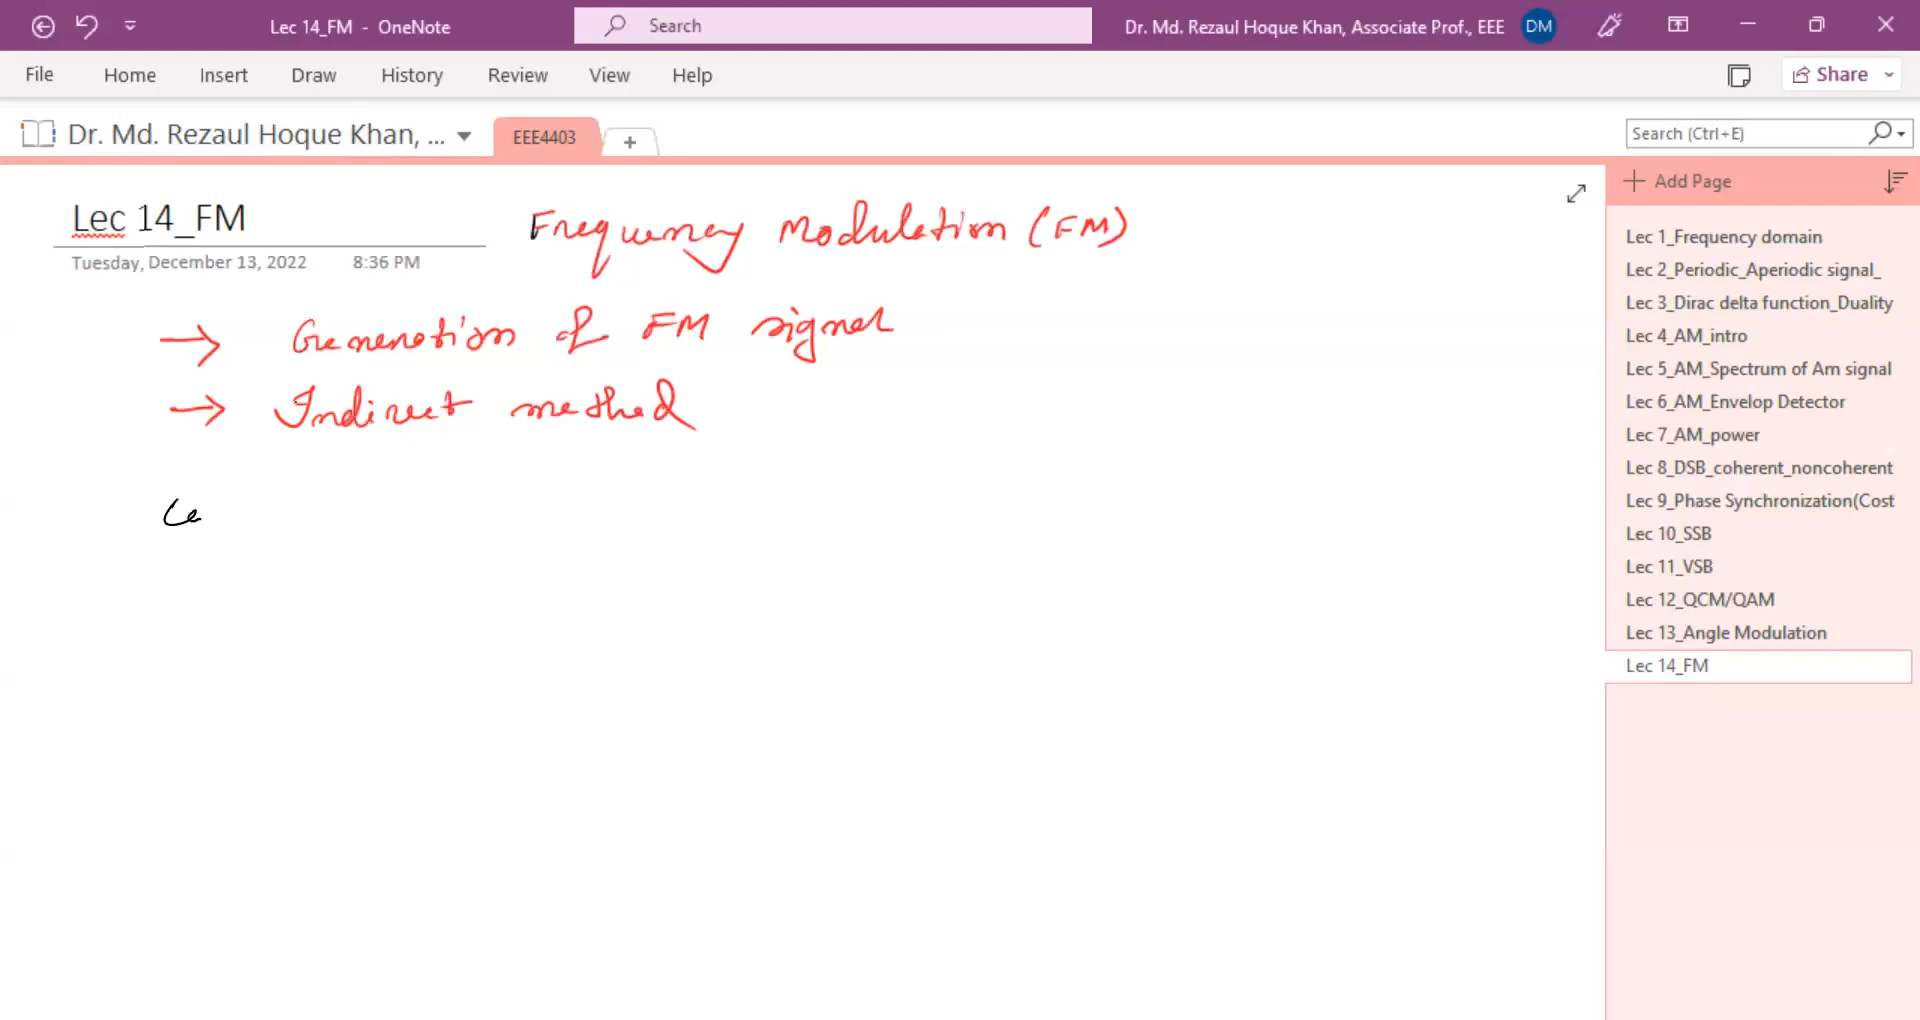 Lec 14_FM - OneNote
Search
Dr. Md. Rezaul Hoque Khan, Associate Prof., EEE
DM
File Home Insert Draw History Review View Help
Share
Dr. Md. Rezaul Hoque Khan, ...
EEE4403
+
Search (Ctrl+E)
Add Page
Lec 14_FM
Tuesday, December 13, 2022 8:36 PM
Frequency Modulation (FM)
→ Generation of FM signal
→ Indirect method
Lec 1_Frequency domain
Lec 2_Periodic_Aperiodic signal_
Lec 3_Dirac delta function_Duality
Lec 4_AM_intro
Lec 5_AM_Spectrum of Am signal
Lec 6_AM_Envelop Detector
Lec 7_AM_power
Lec 8_DSB_coherent_noncoherent
Lec 9_Phase Synchronization(Cost
Lec 10_SSB
Lec 11_VSB
Lec 12_QCM/QAM
Lec 13_Angle Modulation
Lec 14_FM